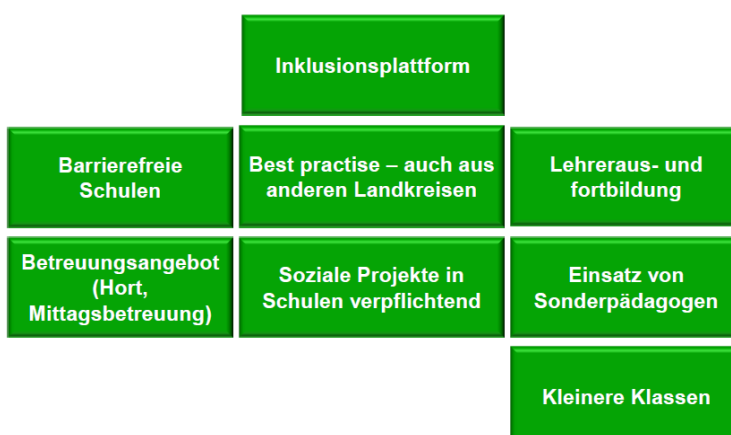 Inklusionsplattform
Barrierefreie
Schulen
Best practise – auch aus
anderen Landkreisen
Lehreraus- und
fortbildung
Betreuungsangebot
(Hort,
Mittagsbetreuung)
Soziale Projekte in
Schulen verpflichtend
Einsatz von
Sonderpädagogen
Kleinere Klassen